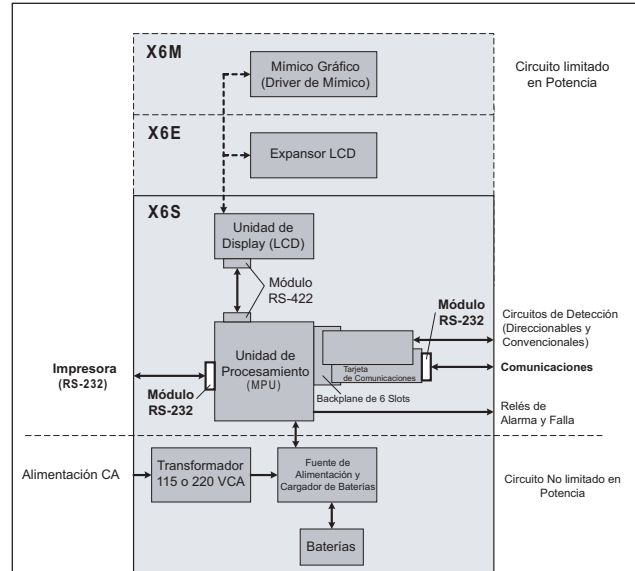 X6M
Mímico Gráfico
(Driver de Mímico)
Circuito limitado
en Potencia
X6E
Expansor LCD
X6S
Unidad de
Display (LCD)
Módulo
RS-422
Módulo
RS-232
Circuitos de Detección
(Direccionables y
Convencionales)
Unidad de
Procesamiento
(MPU)
Tarjeta
de Comunicaciones
Comunicaciones
Impresora
(RS-232)
Módulo
RS-232
Backplane de 6 Slots
Relés de
Alarma y Falla
Alimentación CA
Transformador
115 o 220 VCA
Fuente de
Alimentación y
Cargador de Baterías
Circuito No limitado en
Potencia
Baterías